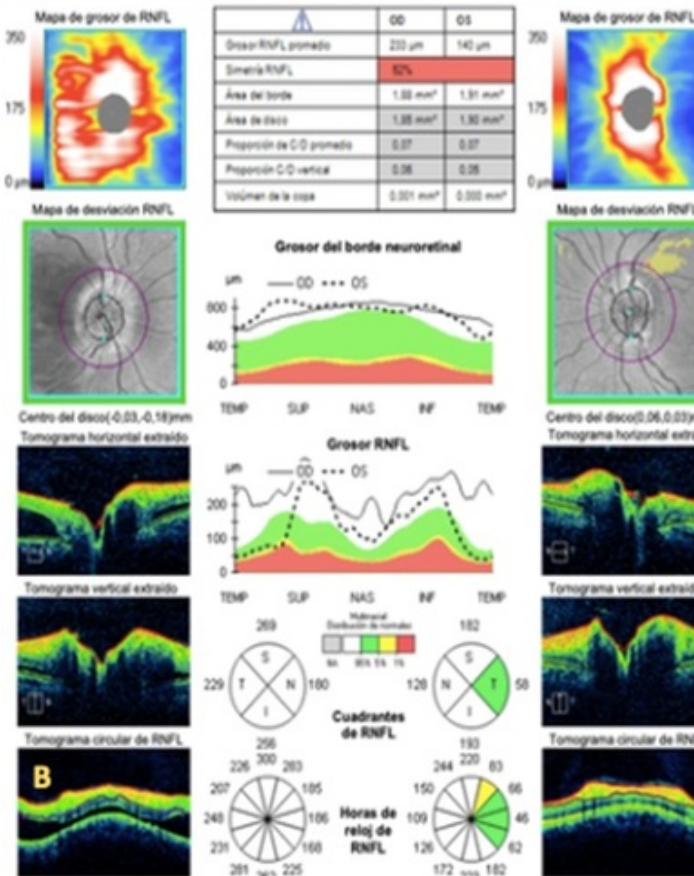 Mapa de grosor de RNFL
350
175
0 µm
OD OS
Grosor RNFL promedio 233 µm 140 µm
Simetría RNFL 52%
Área del borde 1,88 mm² 1,91 mm²
Área de disco 1,85 mm² 1,90 mm²
Proporción de C/D promedio 0,07 0,07
Proporción C/D vertical 0,06 0,05
Volúmen de la copa 0,001 mm³ 0,000 mm³
Mapa de grosor de RNFL
350
175
0 µm
Mapa de desviación RNFL
Mapa de desviación RNFL
Grosor del borde neuroretinal
µm
OD OS
800
400
0
TEMP SUP NAS INF TEMP
Centro del disco(-0,03,-0,18)mm
Centro del disco(0,06,0,03)
Tomograma horizontal extraído
Tomograma horizontal
Grosor RNFL
µm
OD OS
200
100
0
TEMP SUP NAS INF TEMP
Tomograma vertical extraído
Tomograma vertical
Multiracial
Distribución de normales
NA 95% 5% 1%
269
S
229 T N 180
I
256
182
S
128 N T 58
I
193
Cuadrantes
de RNFL
Tomograma circular de RNFL
Tomograma circular de
B
300
226 283
207 185
248 186
231 168
281 225
220
244 83
150 66
109 46
126 62
172 182
Horas de
reloj de
RNFL